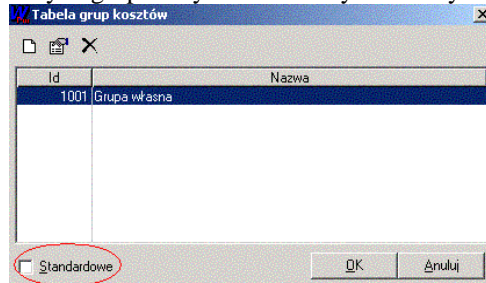 Tabela grup kosztów
Id Nazwa
1001 Grupa własna
Standardowe OK Anuluj